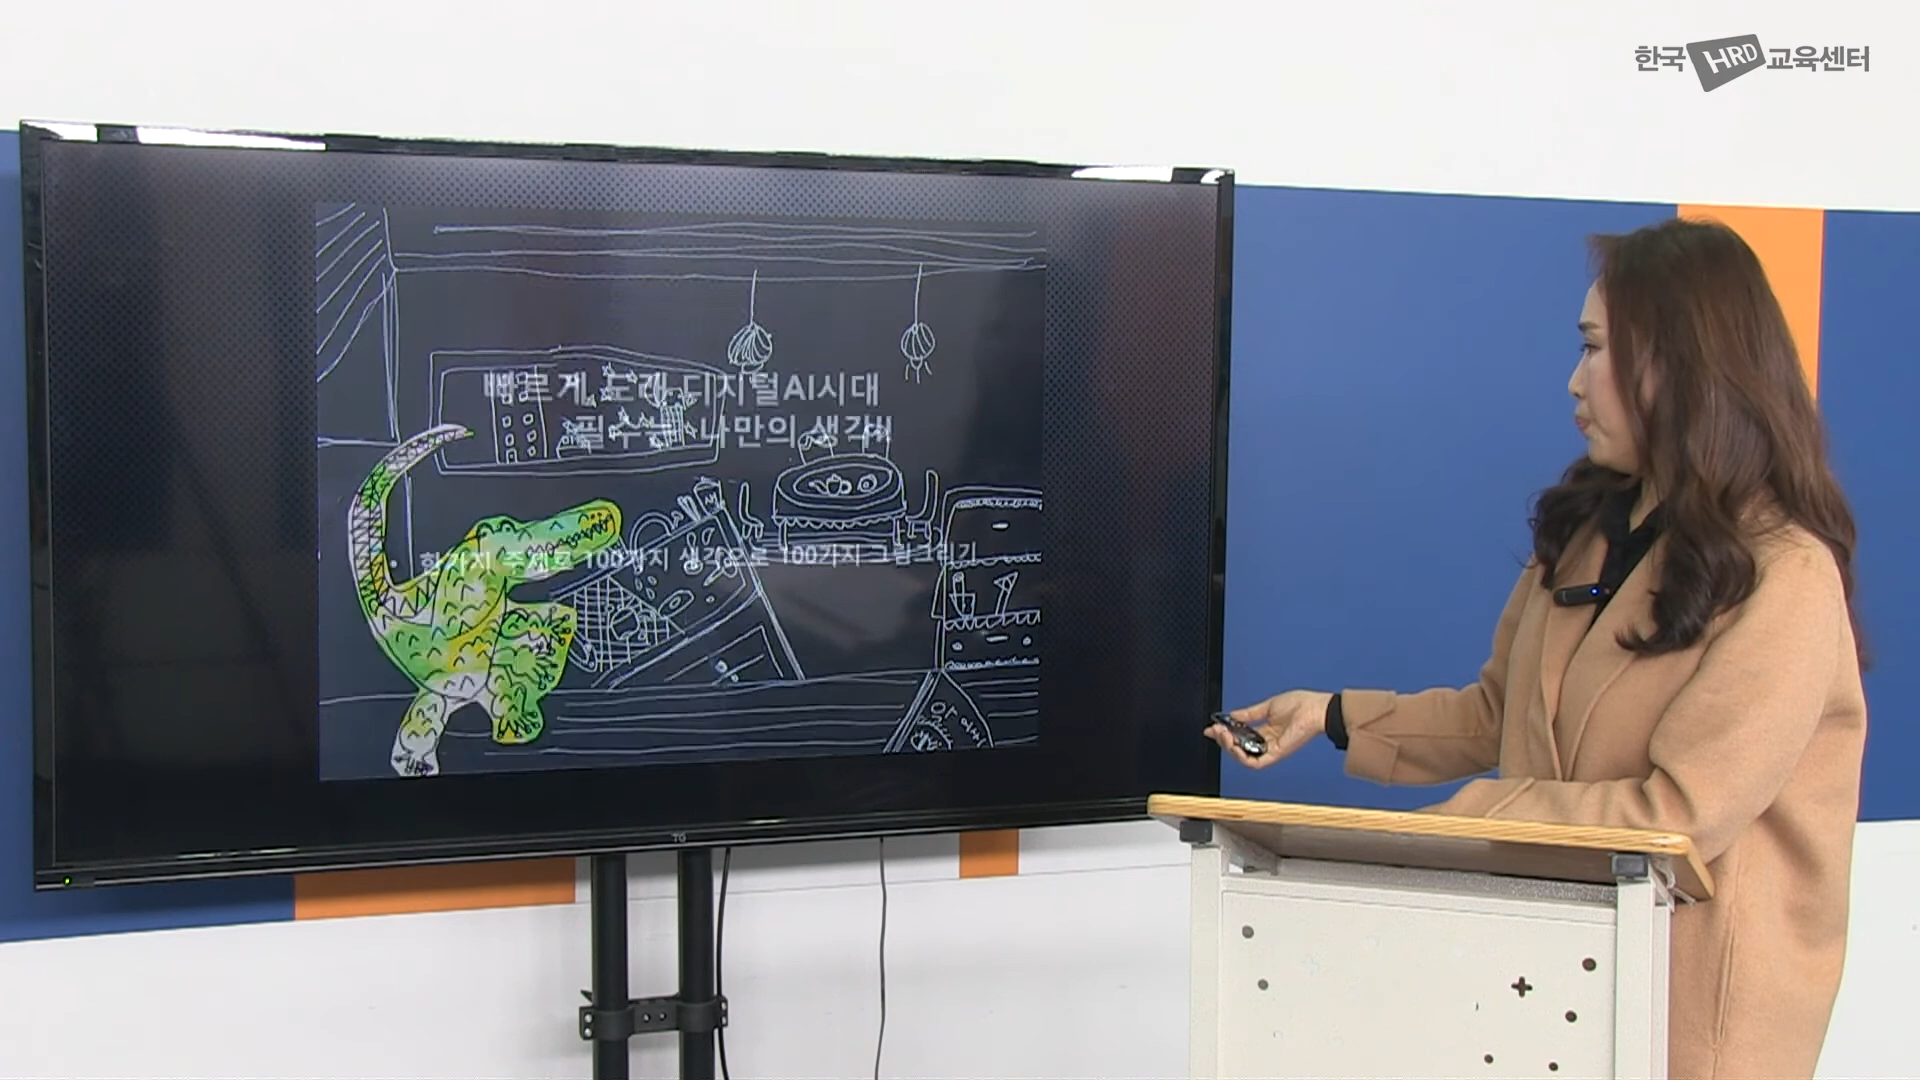 한국 HRD 교육센터
빠르게 도래 디지털AI시대
필수는 나만의 생각!!
한가지 주제로 100가지 생각으로 100가지 그림그리기
TG